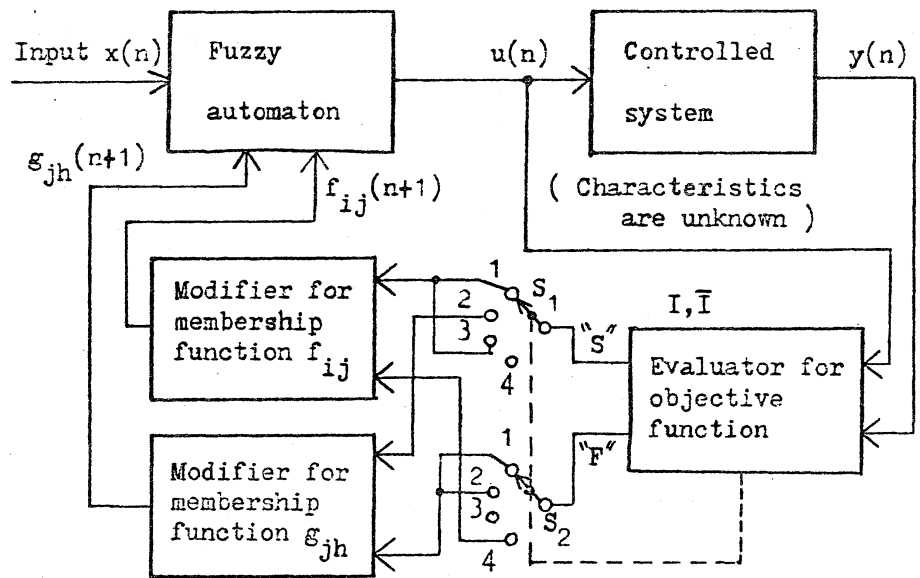 Input x(n)
Fuzzy
automaton
u(n)
Controlled
system
y(n)
g_jh(n+1)
f_ij(n+1)
( Characteristics
are unknown )
Modifier for
membership
function f_ij
1
2
3
4
S_1
"S"
I, Ī
Evaluator for
objective
function
Modifier for
membership
function g_jh
1
2
3
4
S_2
"F"